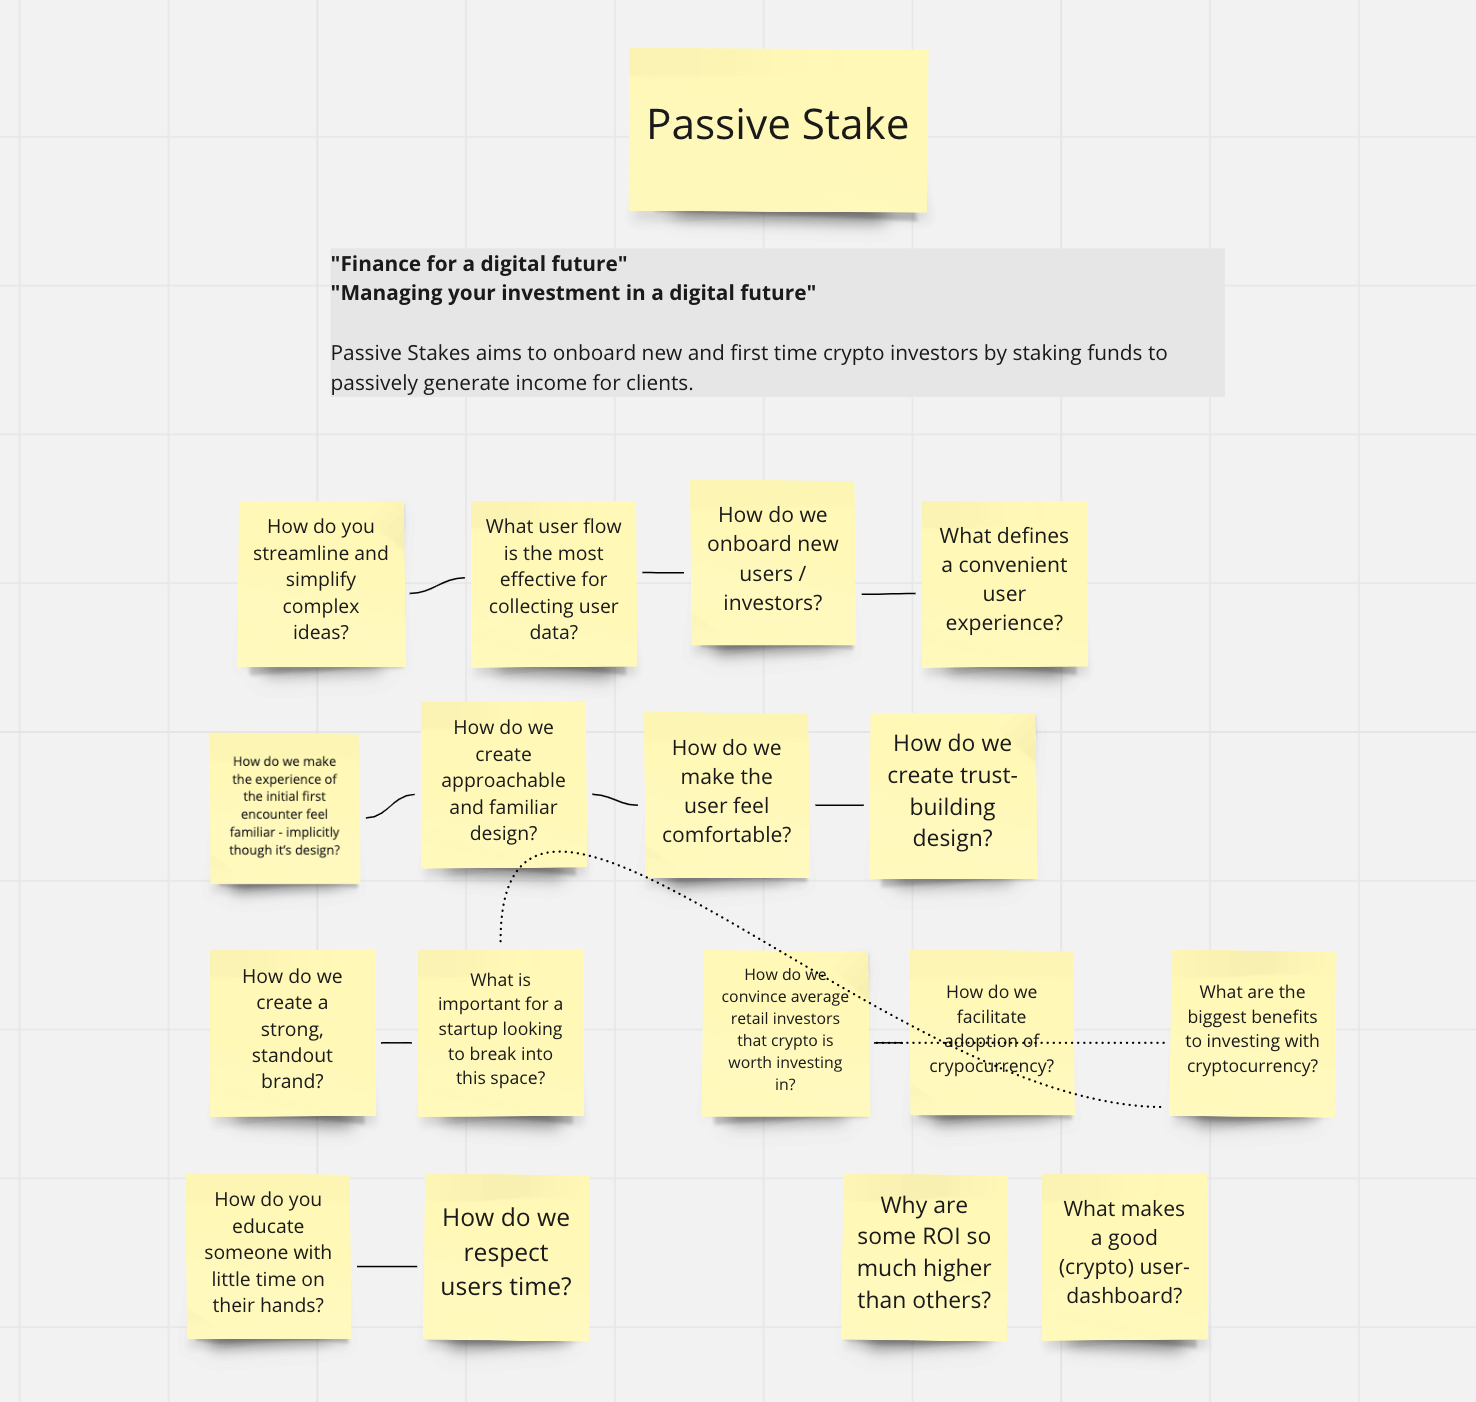 Passive Stake
"Finance for a digital future"
"Managing your investment in a digital future"
Passive Stakes aims to onboard new and first time crypto investors by staking funds to
passively generate income for clients.
How do you
streamline and
simplify
complex
ideas?
What user flow
is the most
effective for
collecting user
data?
How do we
onboard new
users /
investors?
What defines
a convenient
user
experience?
How do we make
the experience of
the initial first
encounter feel
familiar - implicitly
though it's design?
How do we
create
approachable
and familiar
design?
How do we
make the
user feel
comfortable?
How do we
create trust-
building
design?
How do we
create a
strong,
standout
brand?
What is
important for a
startup looking
to break into
this space?
How do we
convince average
retail investors
that crypto is
worth investing
in?
How do we
facilitate
adoption of
crypocurrency?
What are the
biggest benefits
to investing with
cryptocurrency?
How do you
educate
someone with
little time on
their hands?
How do we
respect
users time?
Why are
some ROI so
much higher
than others?
What makes
a good
(crypto) user-
dashboard?